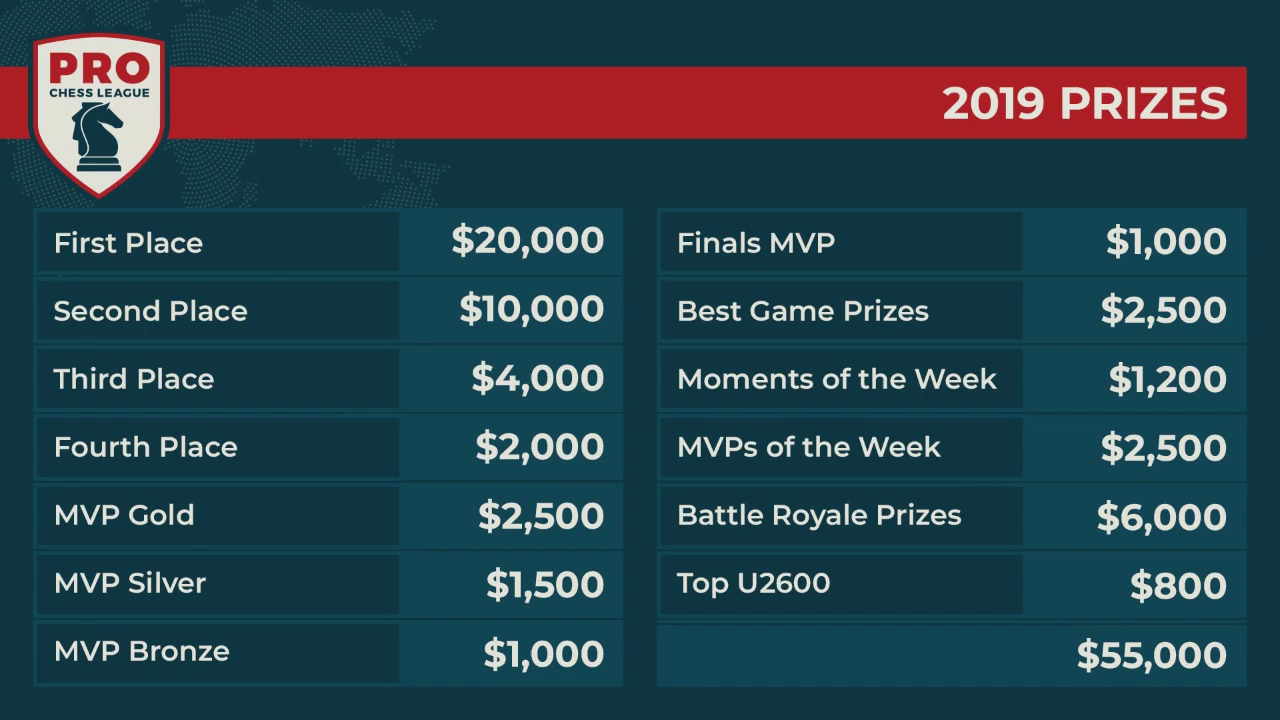 PRO
CHESS LEAGUE
2019 PRIZES
First Place $20,000
Second Place $10,000
Third Place $4,000
Fourth Place $2,000
MVP Gold $2,500
MVP Silver $1,500
MVP Bronze $1,000
Finals MVP $1,000
Best Game Prizes $2,500
Moments of the Week $1,200
MVPs of the Week $2,500
Battle Royale Prizes $6,000
Top U2600 $800
$55,000